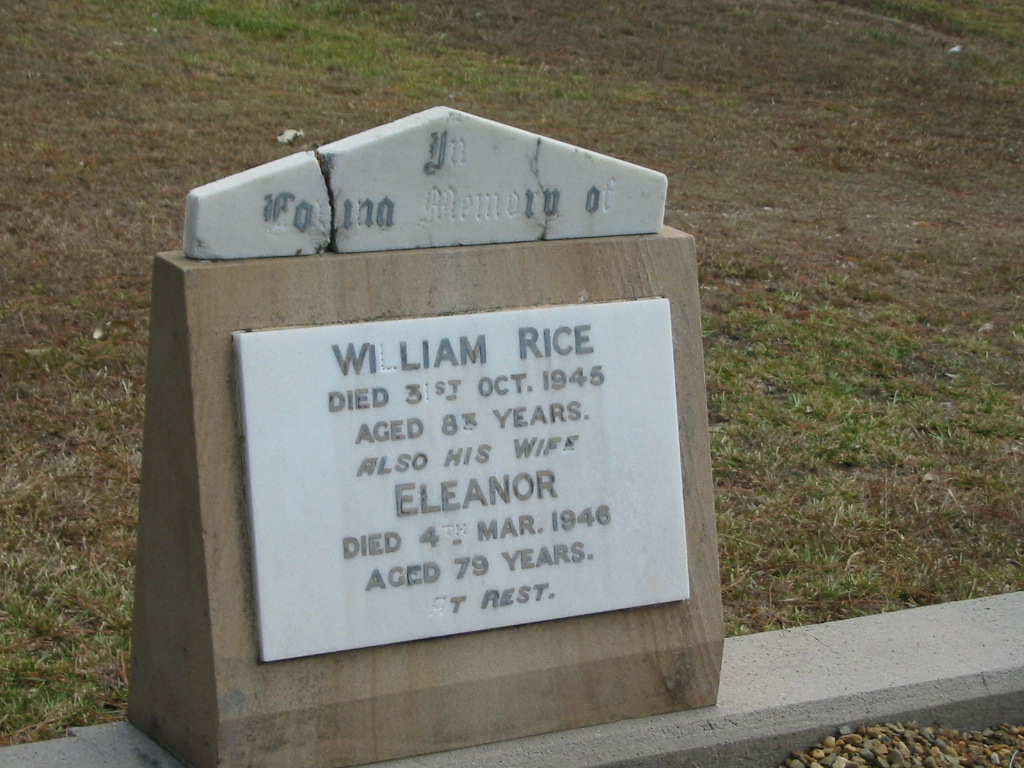 In
Loving Memory of
WILLIAM RICE
DIED 31ST OCT. 1945
AGED 83 YEARS.
ALSO HIS WIFE
ELEANOR
DIED 4TH MAR. 1946
AGED 79 YEARS.
AT REST.